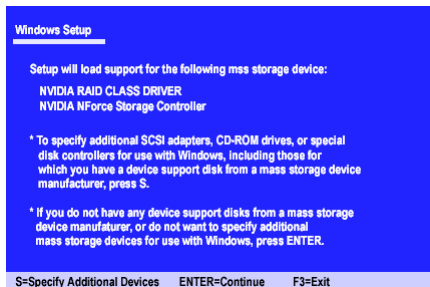 Windows Setup
Setup will load support for the following mss storage device:
NVIDIA RAID CLASS DRIVER
NVIDIA NForce Storage Controller
* To specify additional SCSI adapters, CD-ROM drives, or special
disk controllers for use with Windows, including those for
which you have a device support disk from a mass storage device
manufacturer, press S.
* If you do not have any device support disks from a mass storage
device manufatuer, or do not want to specify additional
mass storage devices for use with Windows, press ENTER.
S=Specify Additional Devices ENTER=Continue F3=Exit